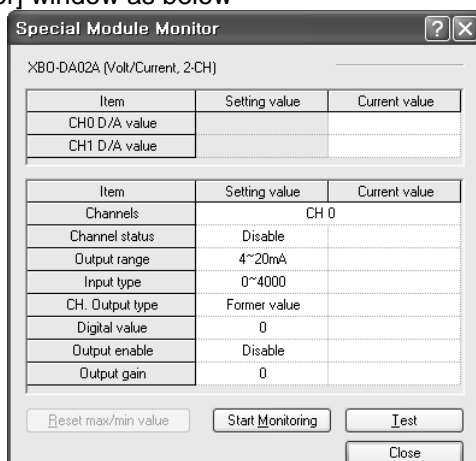 or] window as below
Special Module Monitor
XBO-DA02A (Volt/Current, 2-CH)
Item Setting value Current value
CH0 D/A value
CH1 D/A value
Item Setting value Current value
Channels CH 0
Channel status Disable
Output range 4~20mA
Input type 0~4000
CH. Output type Former value
Digital value 0
Output enable Disable
Output gain 0
Reset max/min value Start Monitoring Test
Close